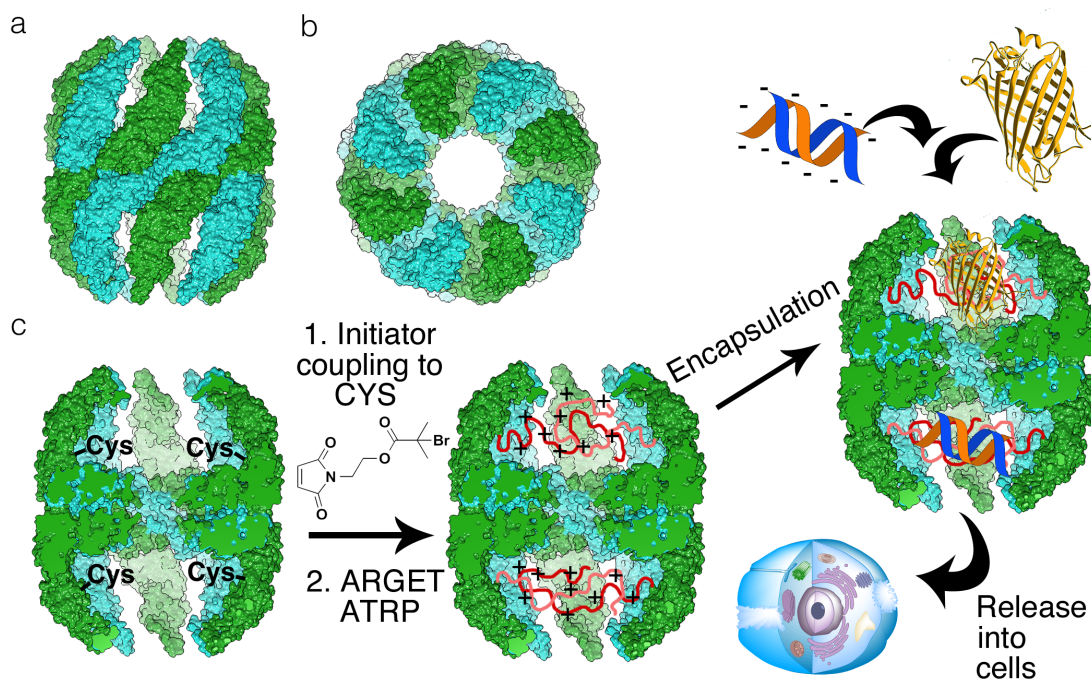 a
b
c
1. Initiator
coupling to
CYS
O
O
Br
O
N
O
2. ARGET
ATRP
Cys
Cys
Cys
Cys
+ + + + + + + +
+ + + + + + + + +
- - - - - - - - -
Encapsulation
Release
into
cells